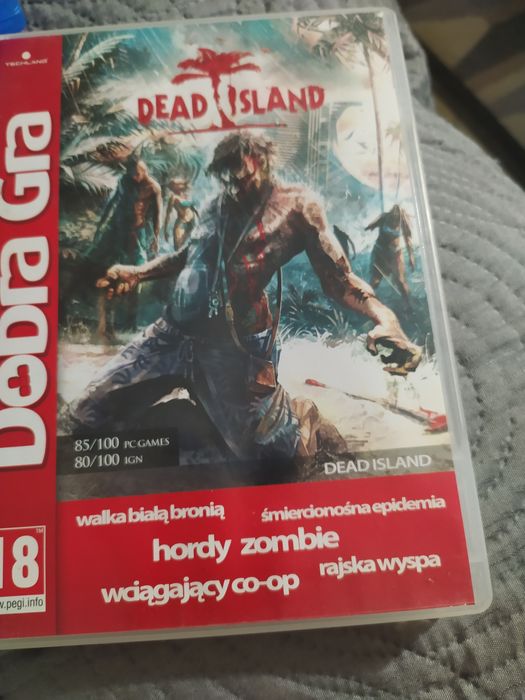 TECHLAND
Dobra Gra
DEAD ISLAND
85/100 PC GAMES
80/100 IGN
DEAD ISLAND
walka białą bronią
śmiercionośna epidemia
hordy zombie
wciągający co-op
rajska wyspa
18
www.pegi.info